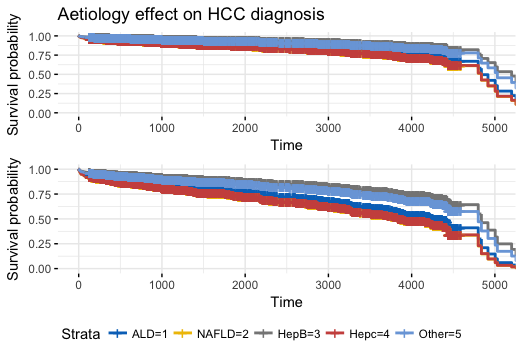 Aetiology effect on HCC diagnosis
Survival probability
1.00
0.75
0.50
0.25
0.00
0 1000 2000 3000 4000 5000
Time
Survival probability
1.00
0.75
0.50
0.25
0.00
0 1000 2000 3000 4000 5000
Time
Strata ALD=1 NAFLD=2 HepB=3 Hepc=4 Other=5